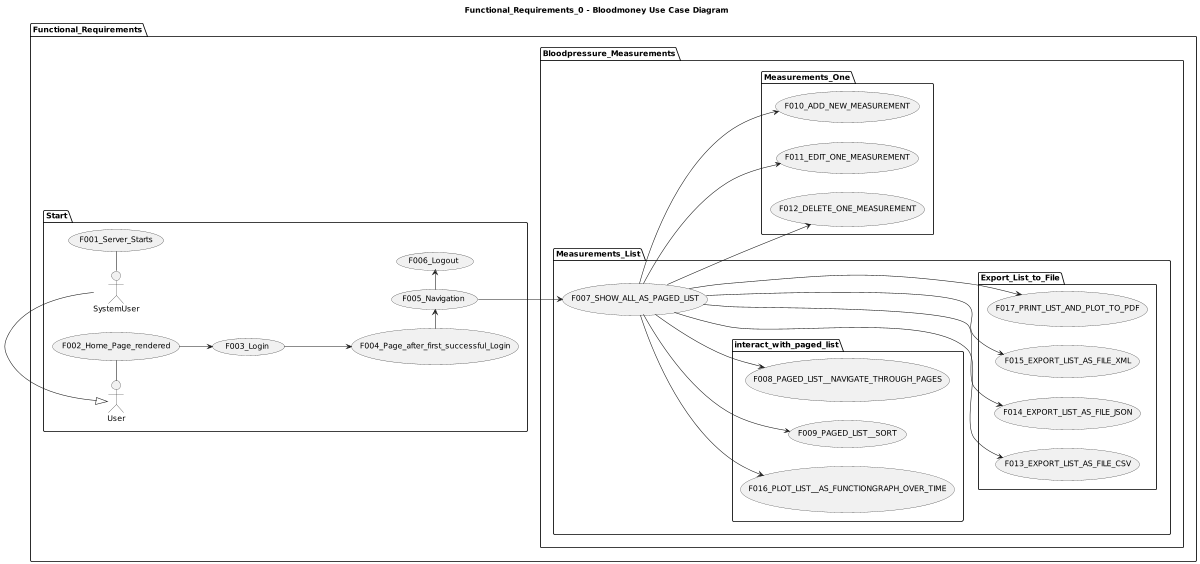 Functional_Requirements_0 - Bloodmoney Use Case Diagram
Functional_Requirements
Bloodpressure_Measurements
Measurements_One
F010_ADD_NEW_MEASUREMENT
F011_EDIT_ONE_MEASUREMENT
F012_DELETE_ONE_MEASUREMENT
Start
F001_Server_Starts
SystemUser
F002_Home_Page_rendered
User
F003_Login
F006_Logout
F005_Navigation
F004_Page_after_first_successful_Login
Measurements_List
F007_SHOW_ALL_AS_PAGED_LIST
interact_with_paged_list
F008_PAGED_LIST__NAVIGATE_THROUGH_PAGES
F009_PAGED_LIST__SORT
F016_PLOT_LIST__AS_FUNCTIONGRAPH_OVER_TIME
Export_List_to_File
F017_PRINT_LIST_AND_PLOT_TO_PDF
F015_EXPORT_LIST_AS_FILE_XML
F014_EXPORT_LIST_AS_FILE_JSON
F013_EXPORT_LIST_AS_FILE_CSV